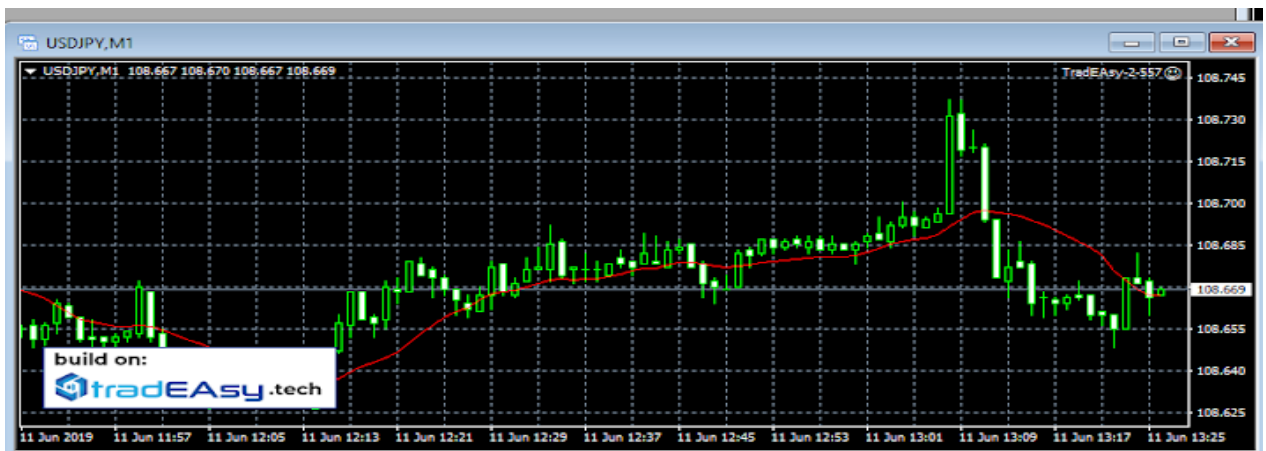 USDJPY,M1
USDJPY,M1 108.667 108.670 108.667 108.669
TradEAsy-2-557
108.745
108.730
108.715
108.700
108.685
108.669
108.655
108.640
108.625
build on:
tradEAsy.tech
11 Jun 2019 11 Jun 11:57 11 Jun 12:05 11 Jun 12:13 11 Jun 12:21 11 Jun 12:29 11 Jun 12:37 11 Jun 12:45 11 Jun 12:53 11 Jun 13:01 11 Jun 13:09 11 Jun 13:17 11 Jun 13:25